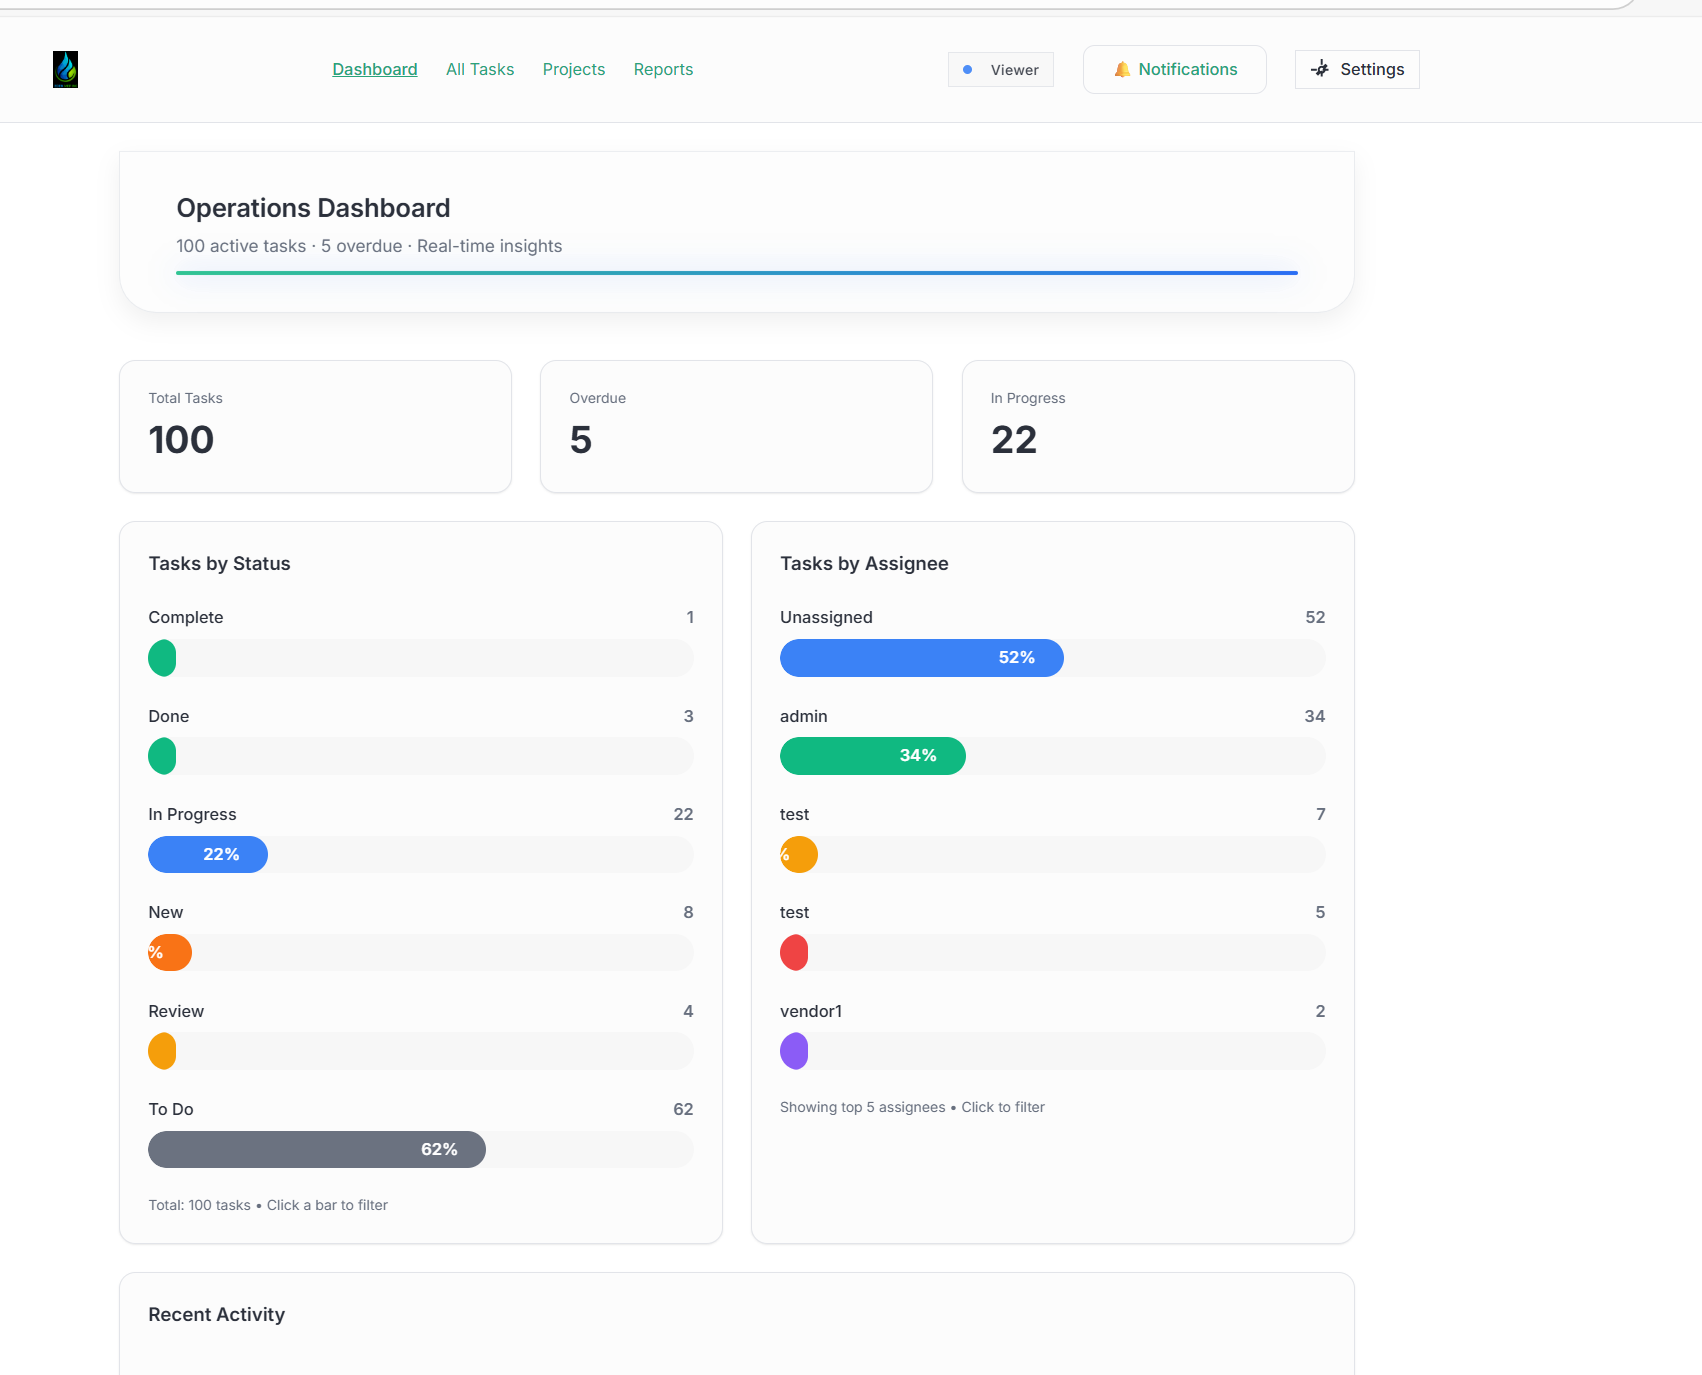 Dashboard All Tasks Projects Reports Viewer 🔔 Notifications Settings
Operations Dashboard
100 active tasks · 5 overdue · Real-time insights
Total Tasks
100
Overdue
5
In Progress
22
Tasks by Status
Complete 1
Done 3
In Progress 22
22%
New 8
%
Review 4
To Do 62
62%
Total: 100 tasks • Click a bar to filter
Tasks by Assignee
Unassigned 52
52%
admin 34
34%
test 7
%
test 5
vendor1 2
Showing top 5 assignees • Click to filter
Recent Activity